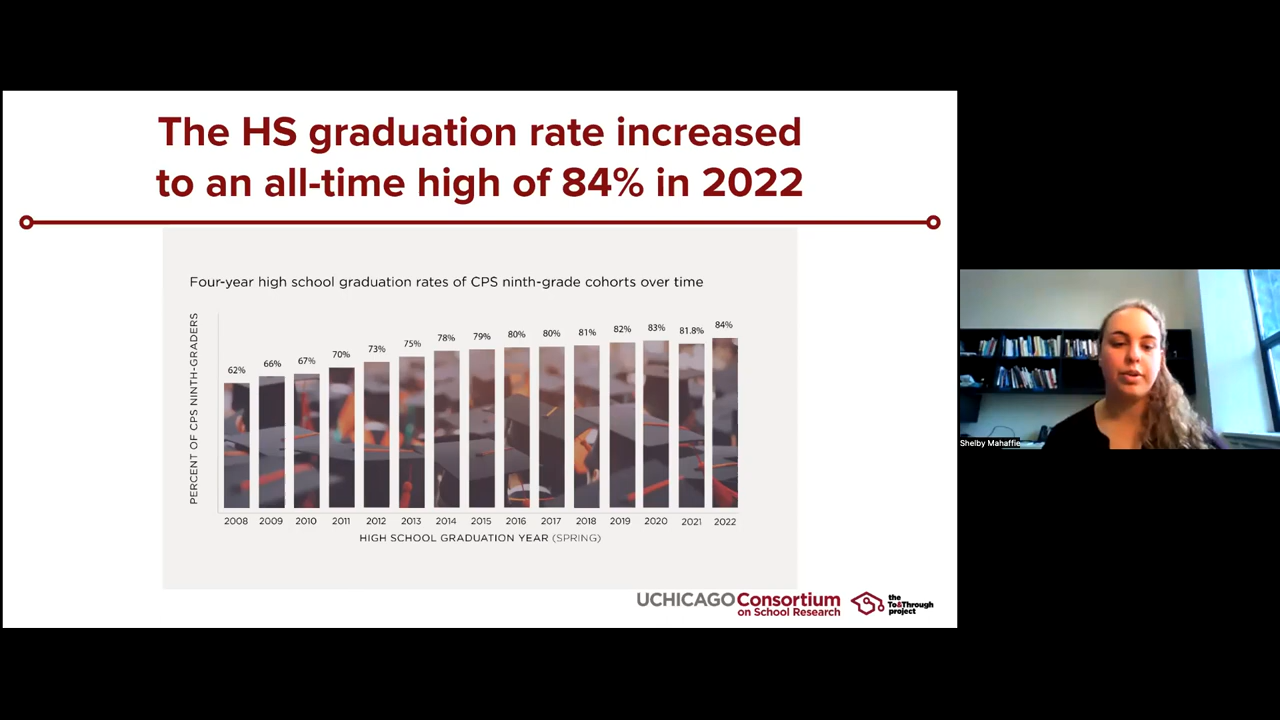 The HS graduation rate increased
to an all-time high of 84% in 2022
Four-year high school graduation rates of CPS ninth-grade cohorts over time
PERCENT OF CPS NINTH-GRADERS
62% 66% 67% 70% 73% 75% 78% 79% 80% 80% 81% 82% 83% 81.8% 84%
2008 2009 2010 2011 2012 2013 2014 2015 2016 2017 2018 2019 2020 2021 2022
HIGH SCHOOL GRADUATION YEAR (SPRING)
UCHICAGO Consortium
on School Research
the
To&Through
project
Shelby Mahaffie